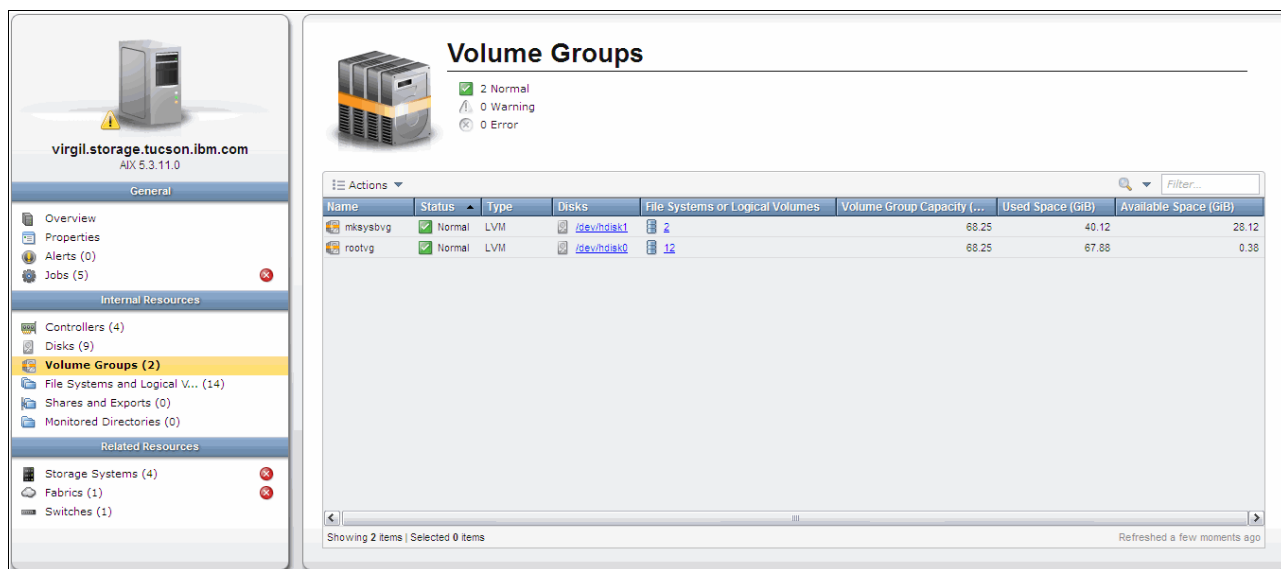 virgil.storage.tucson.ibm.com
AIX 5.3.11.0
General
Overview
Properties
Alerts (0)
Jobs (5)
Internal Resources
Controllers (4)
Disks (9)
Volume Groups (2)
File Systems and Logical V... (14)
Shares and Exports (0)
Monitored Directories (0)
Related Resources
Storage Systems (4)
Fabrics (1)
Switches (1)
Volume Groups
2 Normal
0 Warning
0 Error
Actions Filter...
Name Status Type Disks File Systems or Logical Volumes Volume Group Capacity (... Used Space (GiB) Available Space (GiB)
mksysbvg Normal LVM /dev/hdisk1 2 68.25 40.12 28.12
rootvg Normal LVM /dev/hdisk0 12 68.25 67.88 0.38
Showing 2 items | Selected 0 items Refreshed a few moments ago